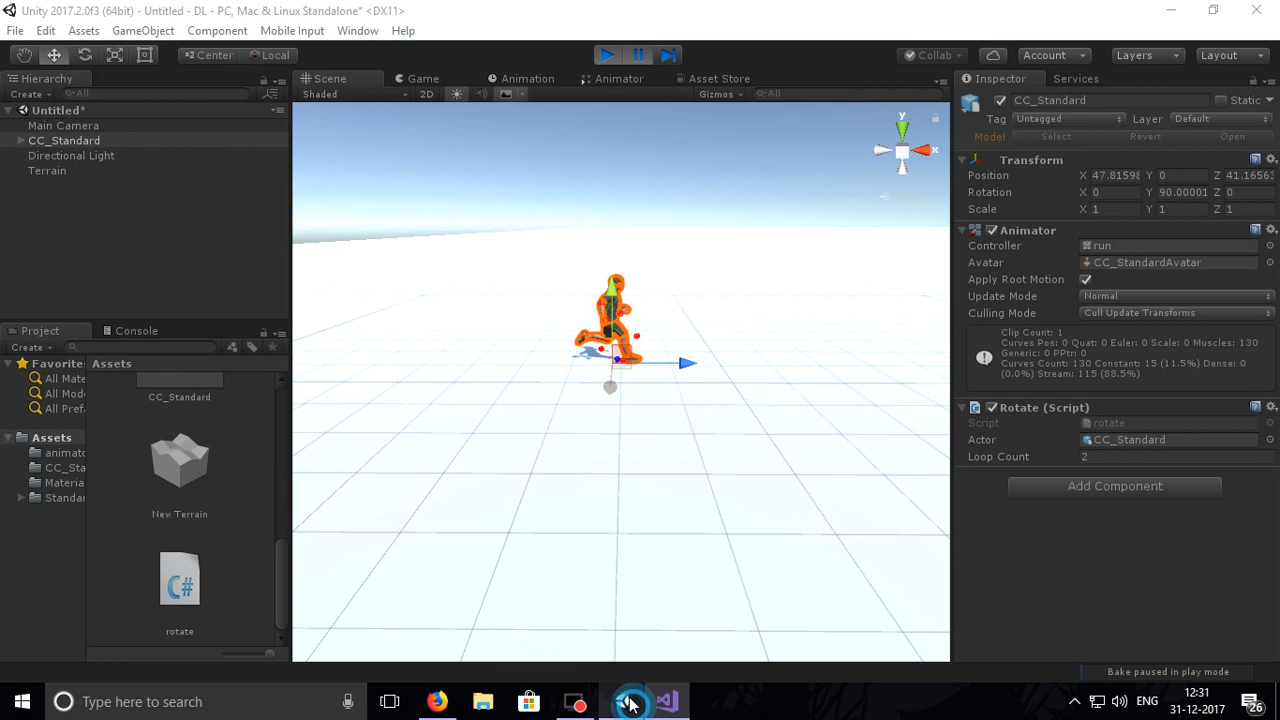 Unity 2017.2.0f3 (64bit) - Untitled - DL - PC, Mac & Linux Standalone* <DX11>
File Edit Assets GameObject Component Mobile Input Window Help
Center Local Collab Account Layers Layout
Hierarchy
Create All
Untitled*
Main Camera
CC_Standard
Directional Light
Terrain
Scene Game Animation Animator Asset Store
Shaded 2D Gizmos All
y
x
Inspector Services
CC_Standard Static
Tag Untagged Layer Default
Model Select Revert Open
Transform
Position X 47.81598 Y 0 Z 41.16563
Rotation X 0 Y 90.00001 Z 0
Scale X 1 Y 1 Z 1
Animator
Controller run
Avatar CC_StandardAvatar
Apply Root Motion
Update Mode Normal
Culling Mode Cull Update Transforms
Clip Count: 1
Curves Pos: 0 Quat: 0 Euler: 0 Scale: 0 Muscles: 130
Generic: 0 PPtr: 0
Curves Count: 130 Constant: 15 (11.5%) Dense: 0
(0.0%) Stream: 115 (88.5%)
Rotate (Script)
Script rotate
Actor CC_Standard
Loop Count 2
Add Component
Project Console
Create
Favorite
All Mate
All Mode
All Pref
Assets
animato
CC_Sta
Materia
Standar
Assets
CC_Standard
New Terrain
C#
rotate
Bake paused in play mode
Type here to search
ENG
12:31
31-12-2017
26